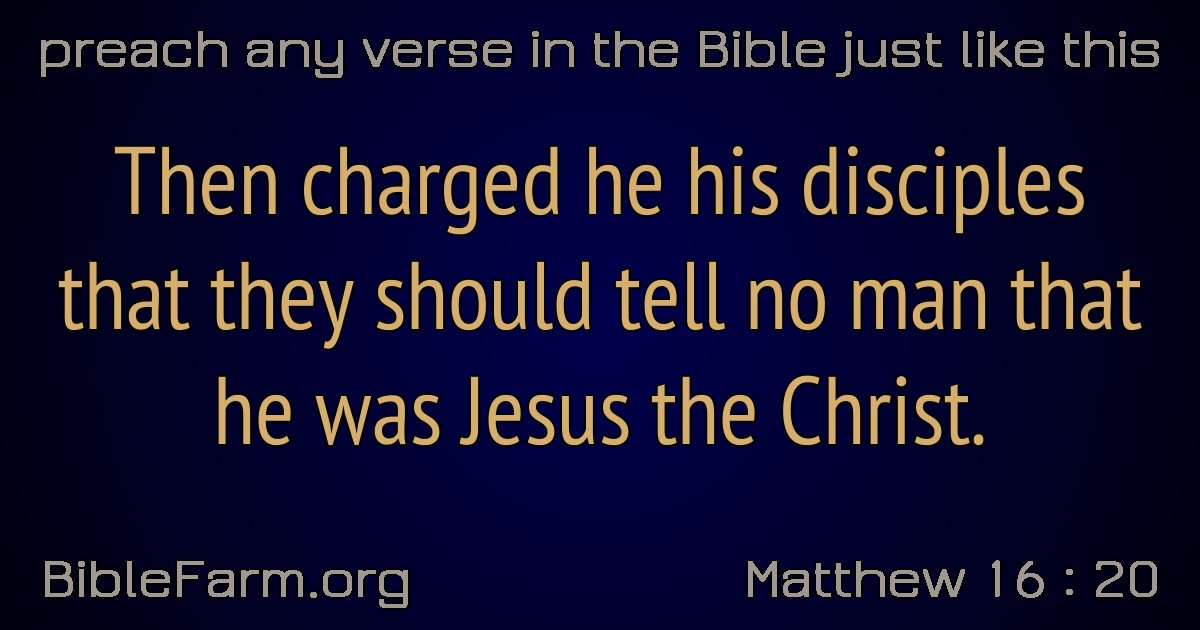 preach any verse in the Bible just like this
Then charged he his disciples
that they should tell no man that
he was Jesus the Christ.
BibleFarm.org
Matthew 16 : 20